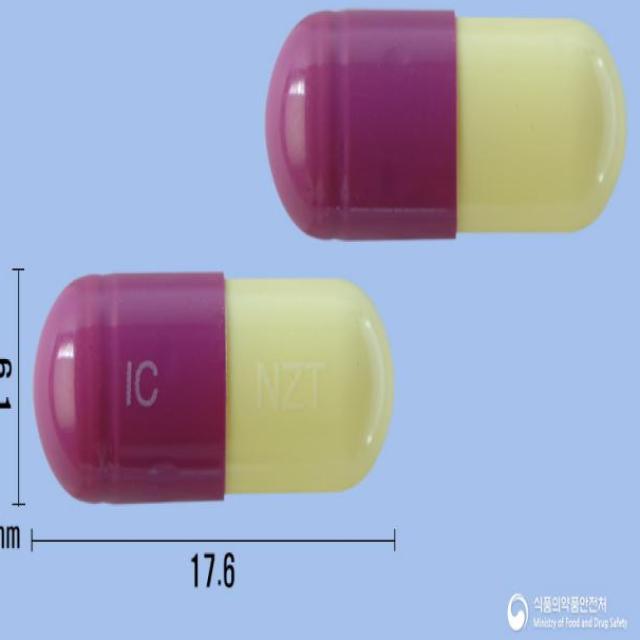 IC NZT
6.1
mm
17.6
식품의약품안전처
Ministry of Food and Drug Safety